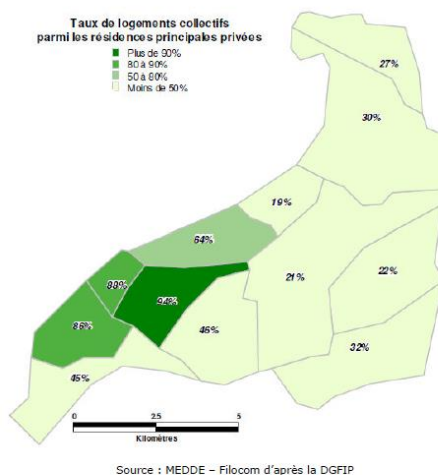 Taux de logements collectifs
parmi les résidences principales privées
Plus de 90%
80 à 90%
50 à 80%
Moins de 50%
27%
30%
19%
64%
21%
22%
88%
94%
86%
46%
32%
45%
0 2.5 5
Kilomètres
Source : MEDDE – Filocom d'après la DGFIP